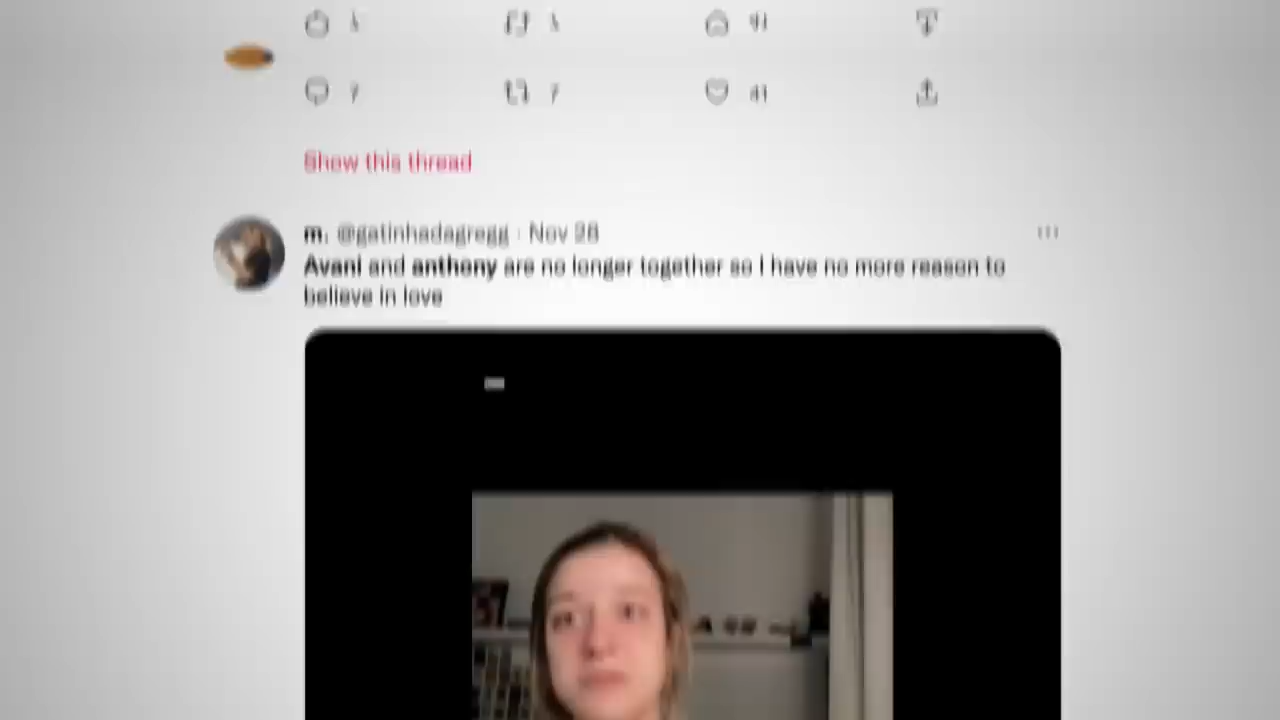 Show this thread
m. @gatinhadagregg · Nov 28
Avani and anthony are no longer together so I have no more reason to
believe in love